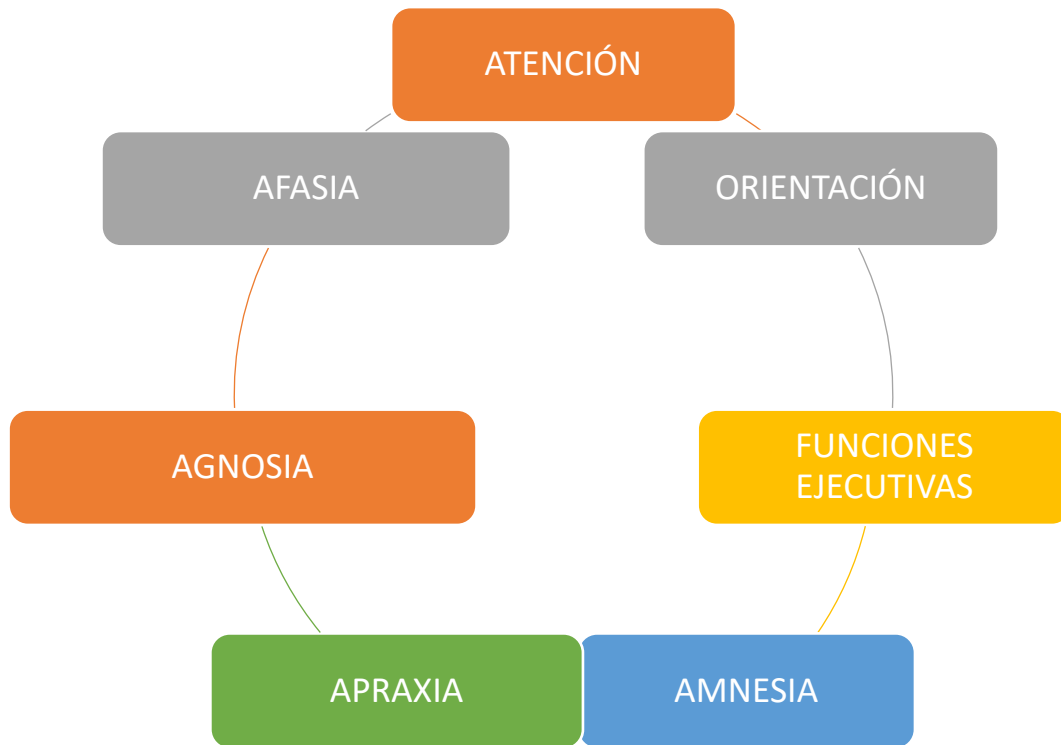 ATENCIÓN
AFASIA
ORIENTACIÓN
AGNOSIA
FUNCIONES
EJECUTIVAS
APRAXIA
AMNESIA